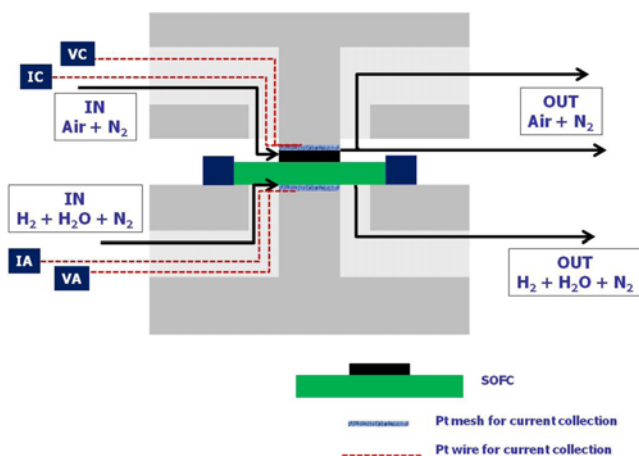 VC
IC
IN
Air + N₂
OUT
Air + N₂
IN
H₂ + H₂O + N₂
IA
VA
OUT
H₂ + H₂O + N₂
SOFC
Pt mesh for current collection
Pt wire for current collection